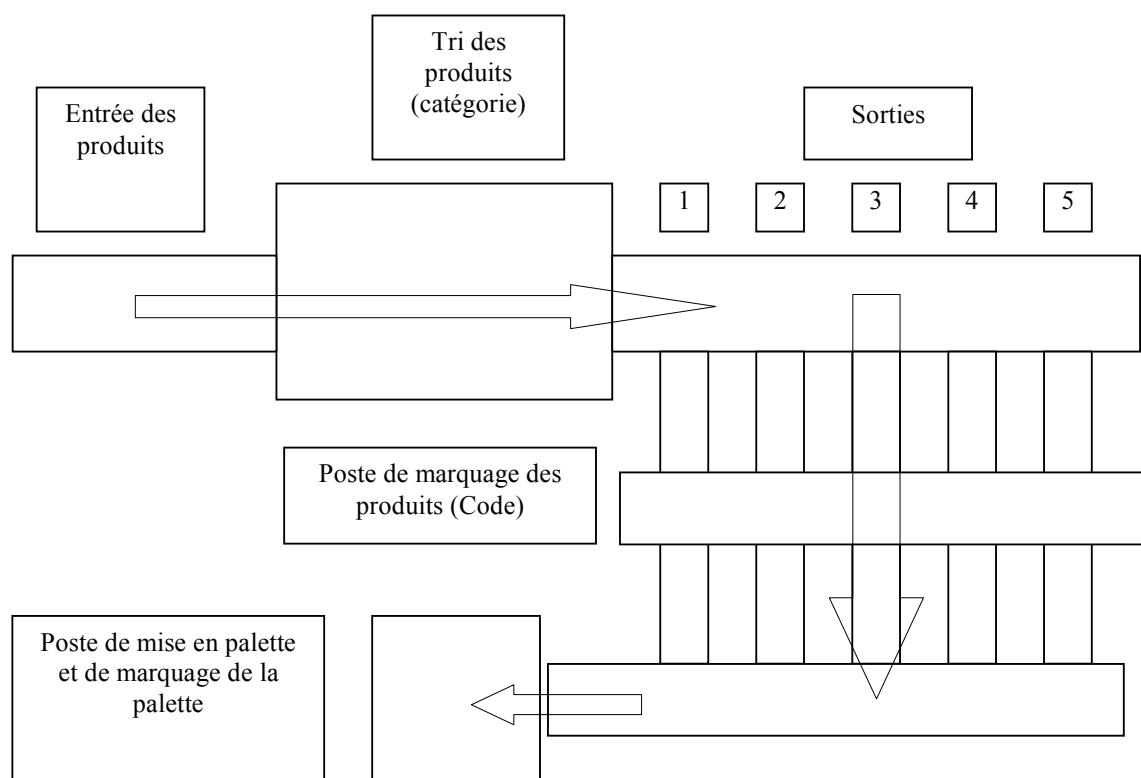 Tri des
produits
(catégorie)
Entrée des
produits
Sorties
1 2 3 4 5
Poste de marquage des
produits (Code)
Poste de mise en palette
et de marquage de la
palette